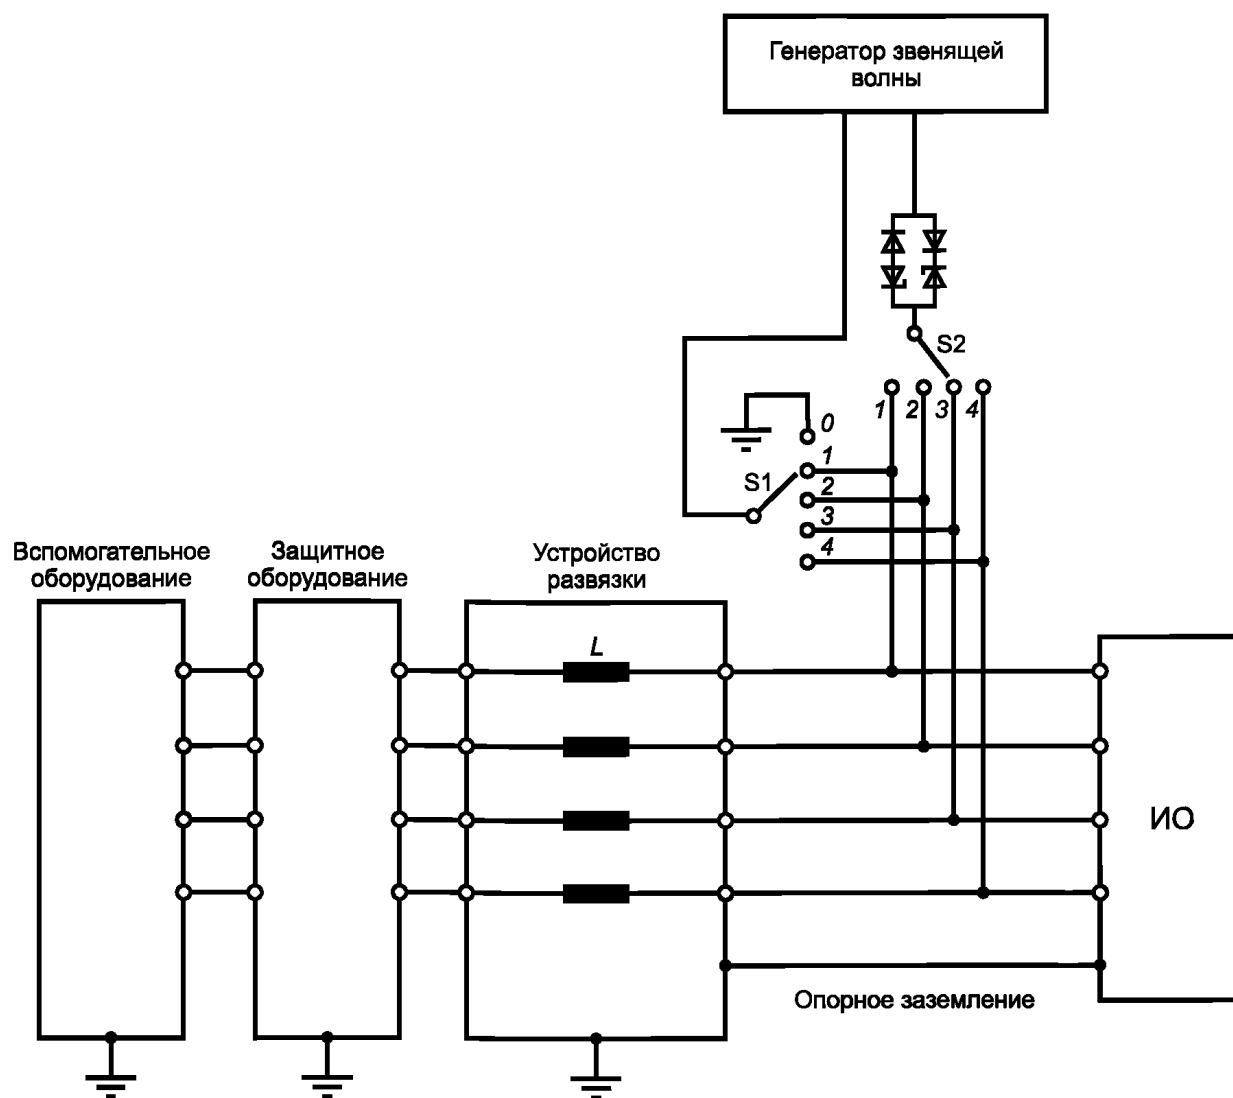 Генератор звенящей
волны
S2
1 2 3 4
0
1
S1
2
3
4
Вспомогательное
оборудование
Защитное
оборудование
Устройство
развязки
L
ИО
Опорное заземление